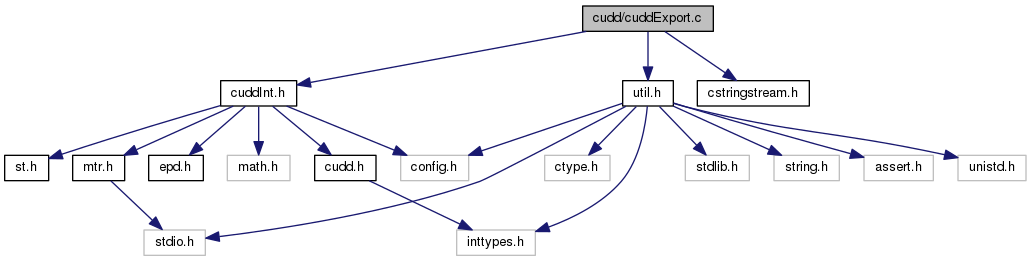 cudd/cuddExport.c
cuddInt.h
util.h
cstringstream.h
st.h
mtr.h
epd.h
math.h
cudd.h
config.h
ctype.h
stdlib.h
string.h
assert.h
unistd.h
stdio.h
inttypes.h